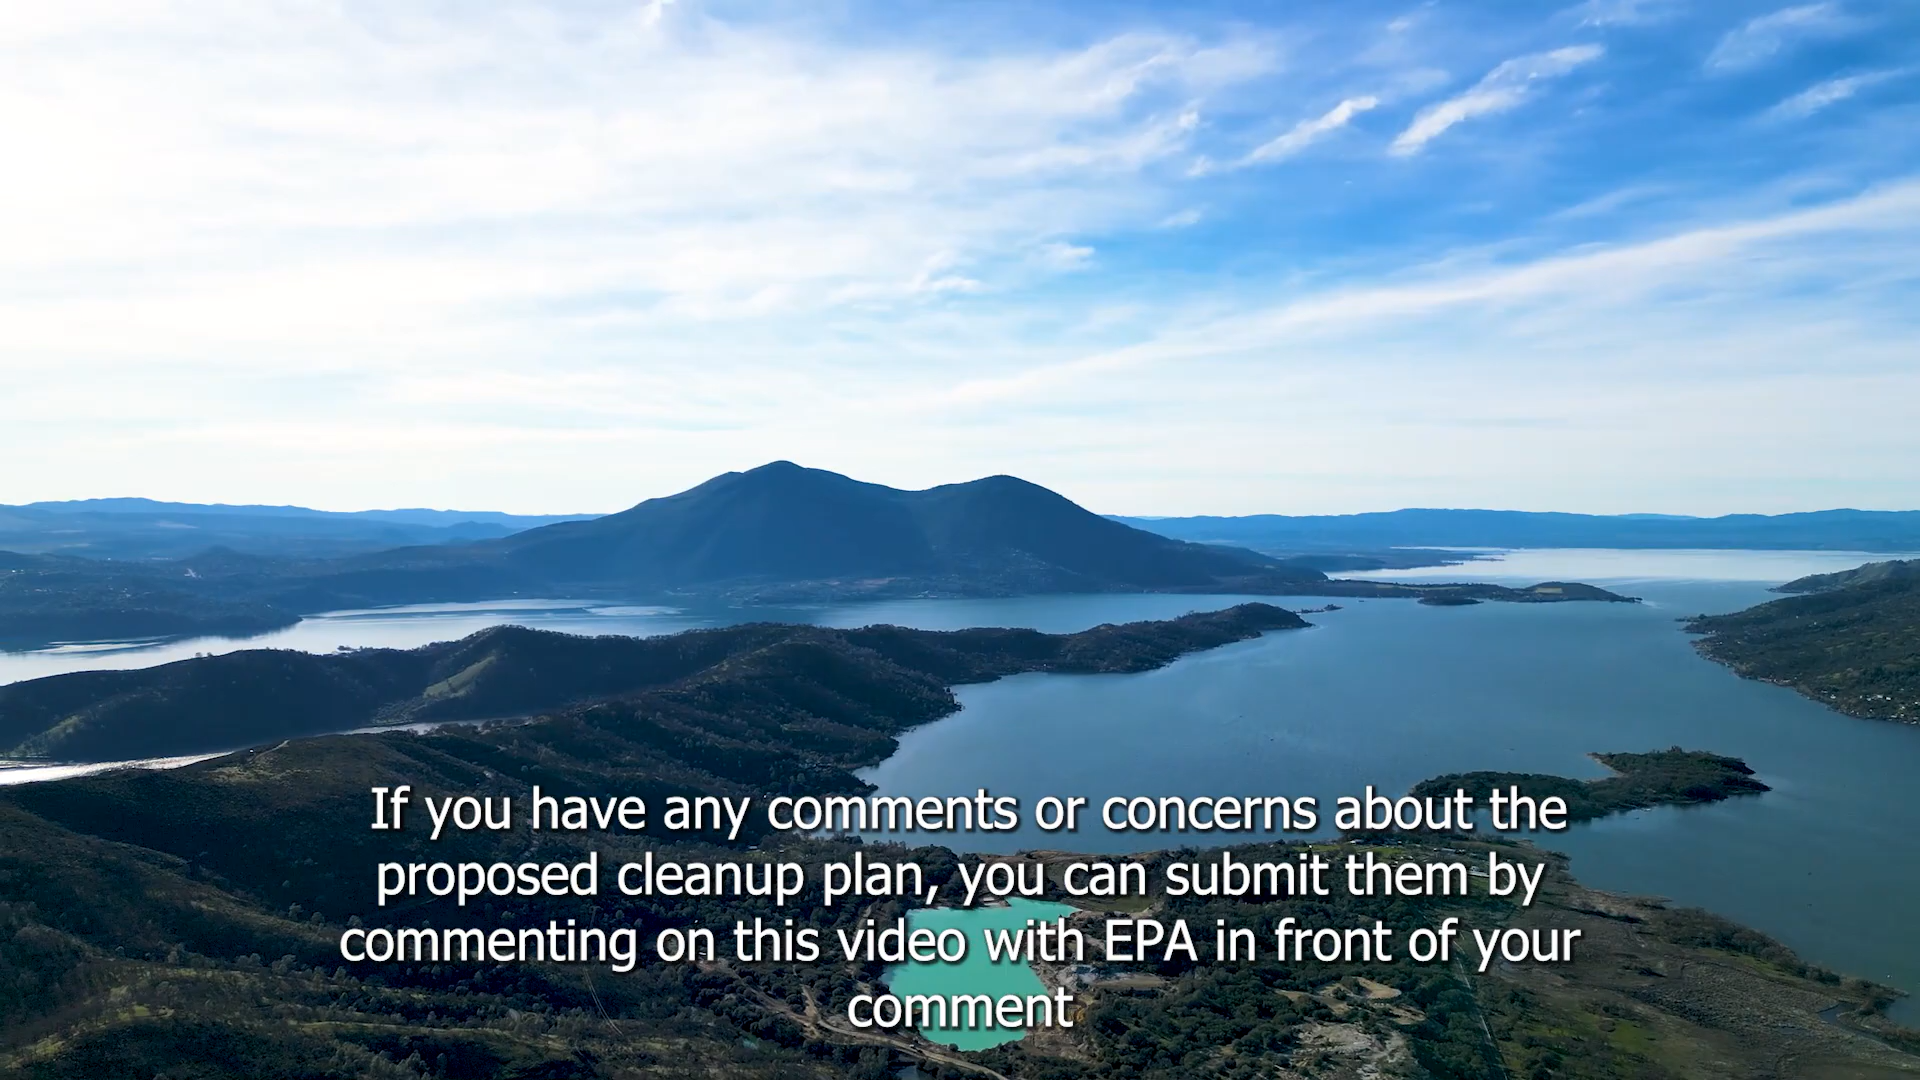 If you have any comments or concerns about the
proposed cleanup plan, you can submit them by
commenting on this video with EPA in front of your
comment